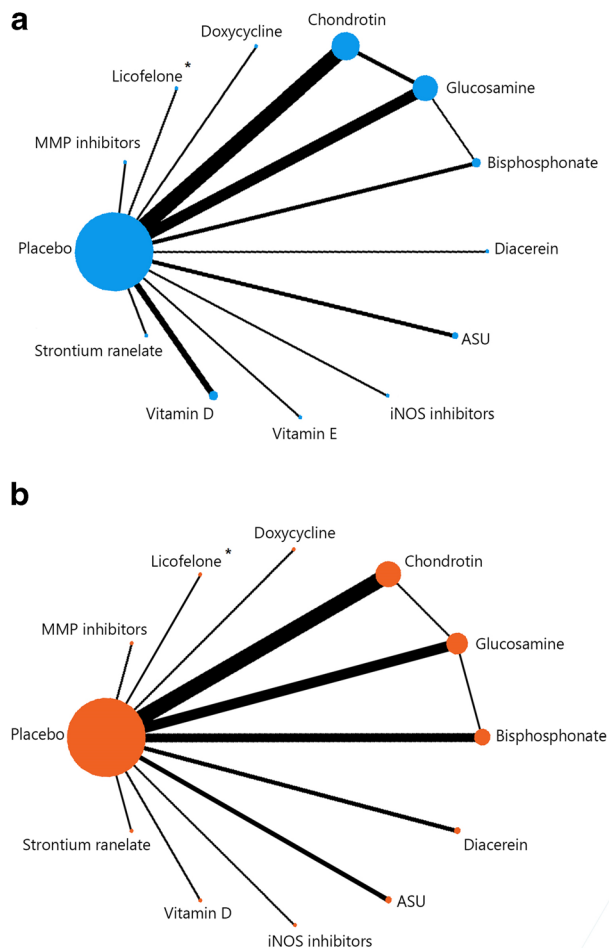 a
Chondrotin
Doxycycline
Licofelone *
Glucosamine
MMP inhibitors
Bisphosphonate
Placebo
Diacerein
ASU
Strontium ranelate
Vitamin D
iNOS inhibitors
Vitamin E
b
Doxycycline
Licofelone *
Chondrotin
MMP inhibitors
Glucosamine
Placebo
Bisphosphonate
Strontium ranelate
Diacerein
ASU
Vitamin D
iNOS inhibitors